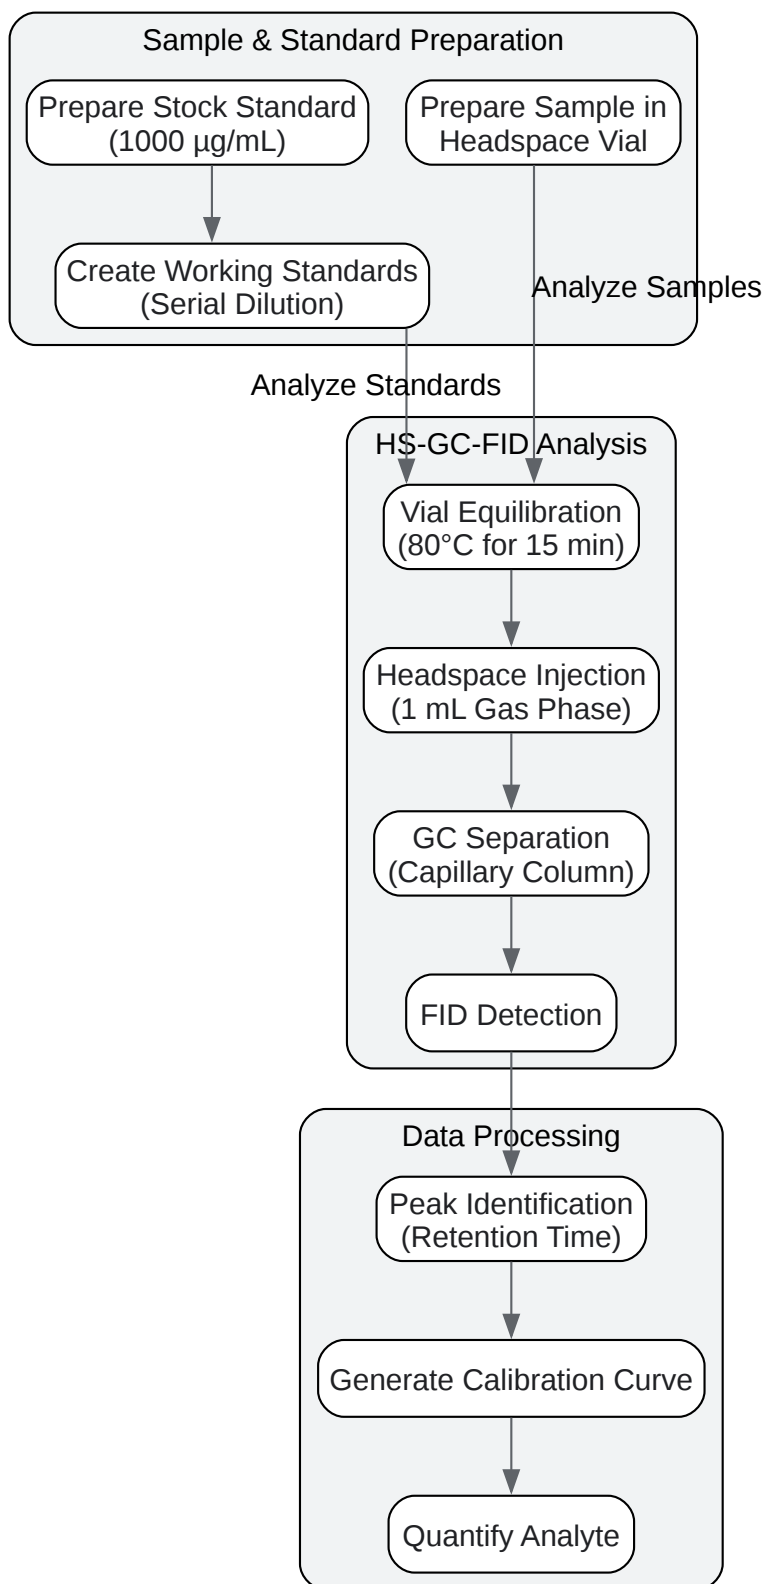 Sample & Standard Preparation
Prepare Stock Standard
(1000 µg/mL)
Prepare Sample in
Headspace Vial
Create Working Standards
(Serial Dilution)
Analyze Samples
Analyze Standards
HS-GC-FID Analysis
Vial Equilibration
(80°C for 15 min)
Headspace Injection
(1 mL Gas Phase)
GC Separation
(Capillary Column)
FID Detection
Data Processing
Peak Identification
(Retention Time)
Generate Calibration Curve
Quantify Analyte